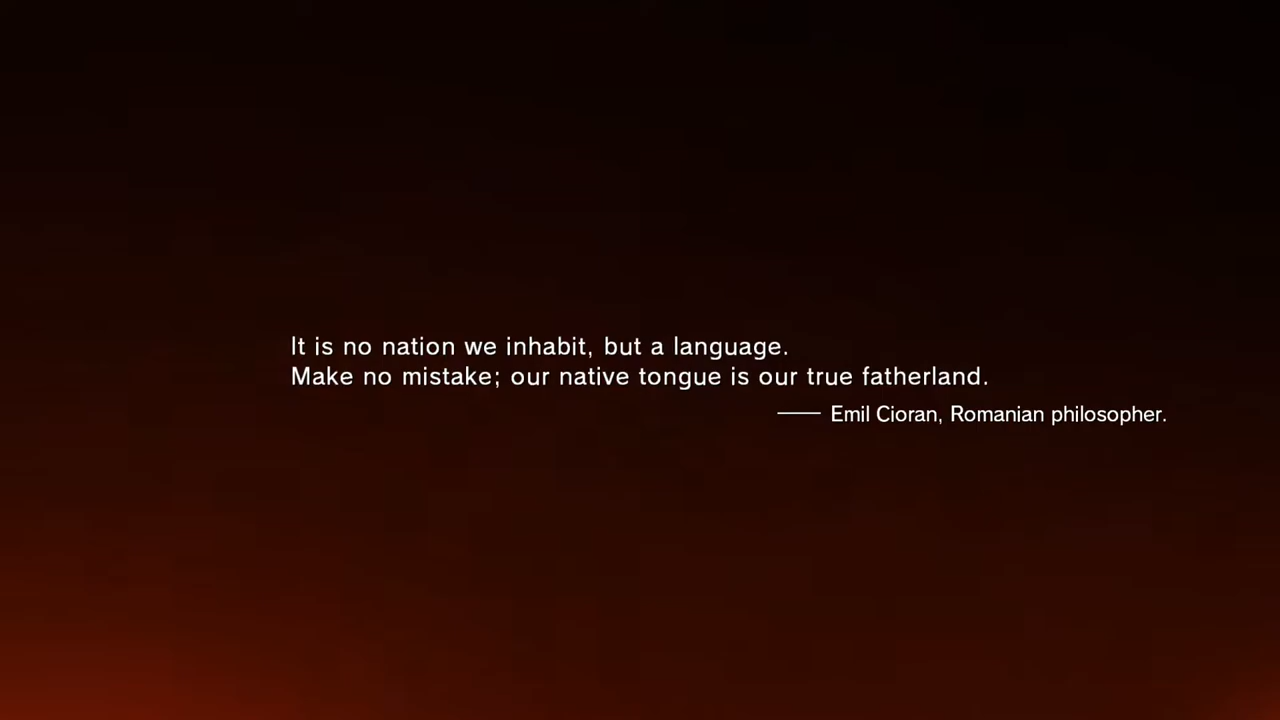 It is no nation we inhabit, but a language.
Make no mistake; our native tongue is our true fatherland.
—— Emil Cioran, Romanian philosopher.